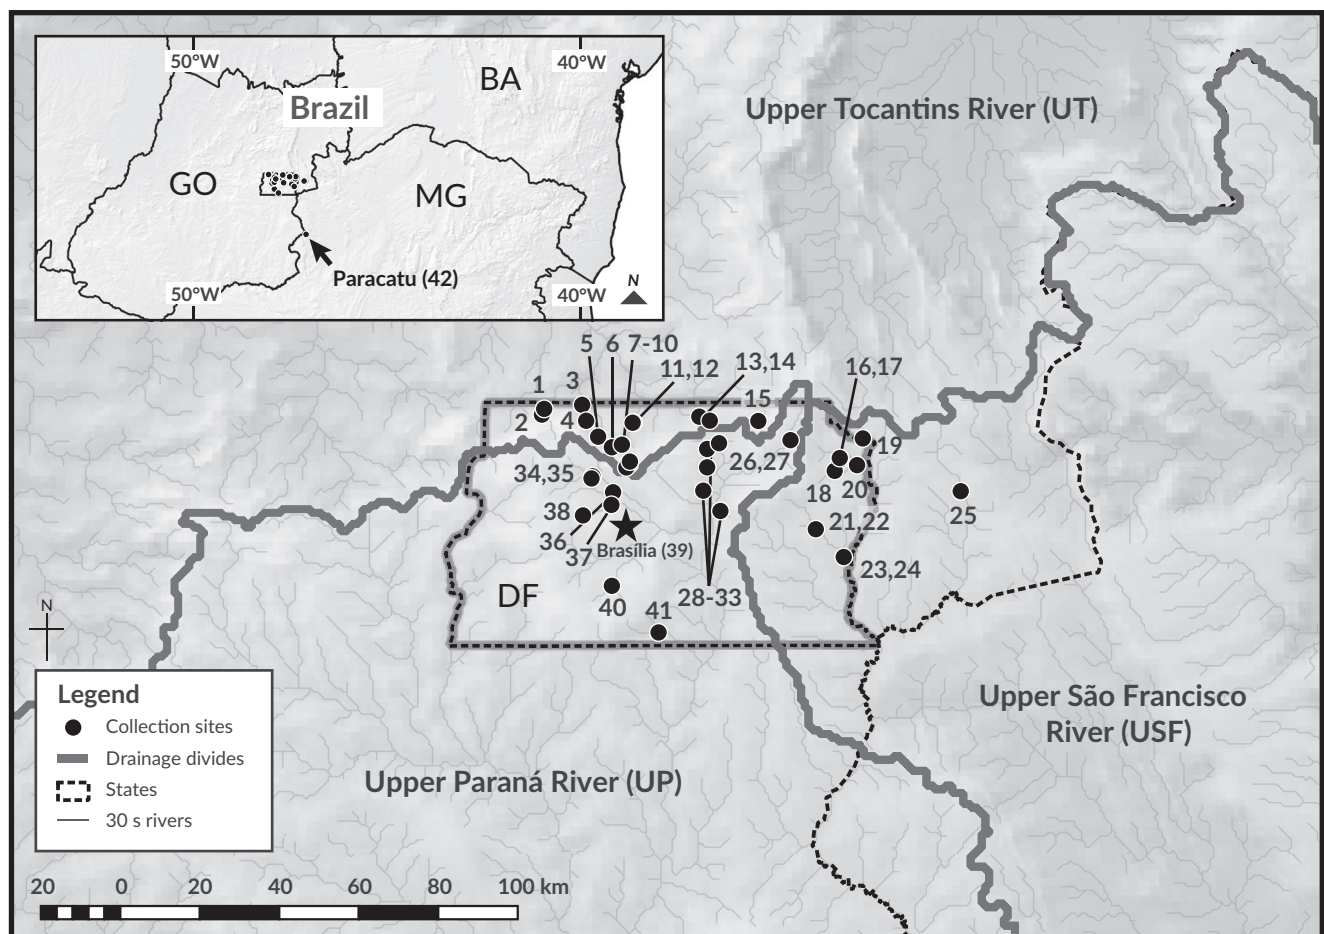 50°W
40°W
BA
Brazil
GO
MG
Paracatu (42)
50°W
40°W
N
Upper Tocantins River (UT)
5
6
7-10
11,12
13,14
16,17
1
3
15
2
4
19
34,35
26,27
18
20
25
38
21,22
36
37
Brasília (39)
23,24
DF
40
28-33
41
N
Upper São Francisco
River (USF)
Upper Paraná River (UP)
Legend
Collection sites
Drainage divides
States
30 s rivers
20 0 20 40 60 80 100 km